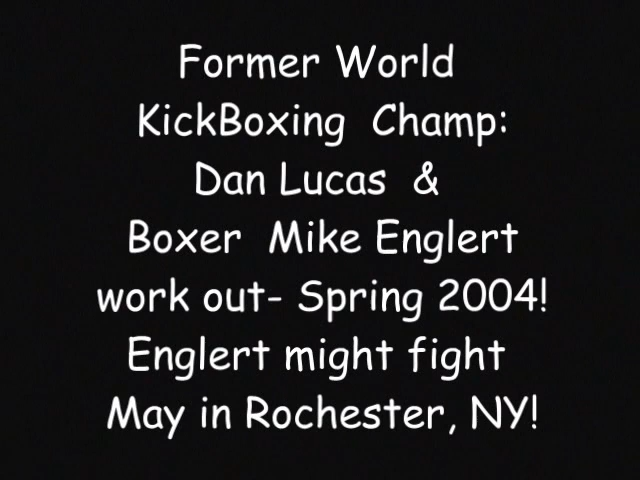 Former World
KickBoxing Champ:
Dan Lucas &
Boxer Mike Englert
work out- Spring 2004!
Englert might fight
May in Rochester, NY!